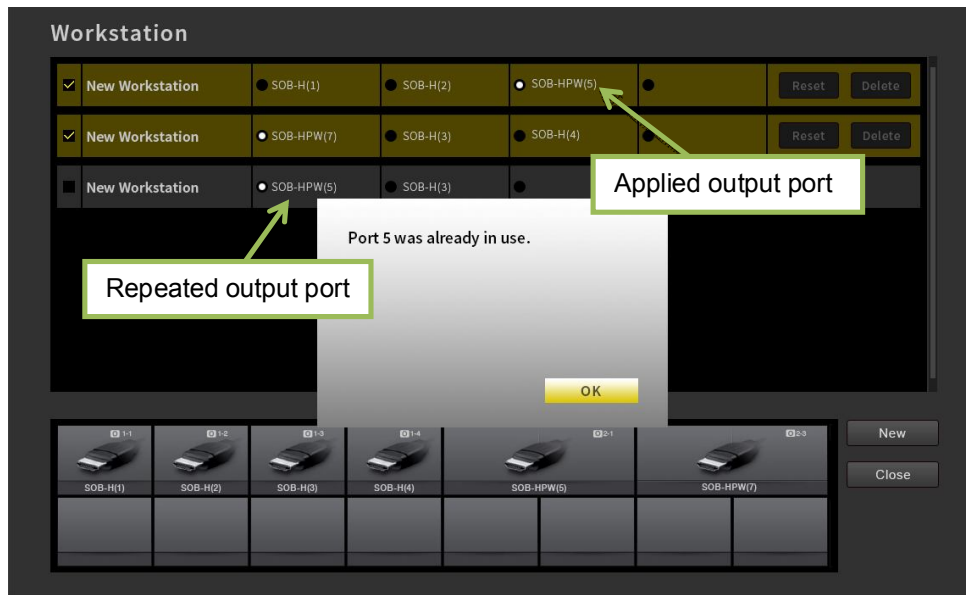 Workstation
New Workstation SOB-H(1) SOB-H(2) SOB-HPW(5) Reset Delete
New Workstation SOB-HPW(7) SOB-H(3) SOB-H(4) Reset Delete
Applied output port
New Workstation SOB-HPW(5) SOB-H(3)
Port 5 was already in use.
Repeated output port
OK
1-1 1-2 1-3 1-4 2-1 2-3
New
SOB-H(1) SOB-H(2) SOB-H(3) SOB-H(4) SOB-HPW(5) SOB-HPW(7)
Close